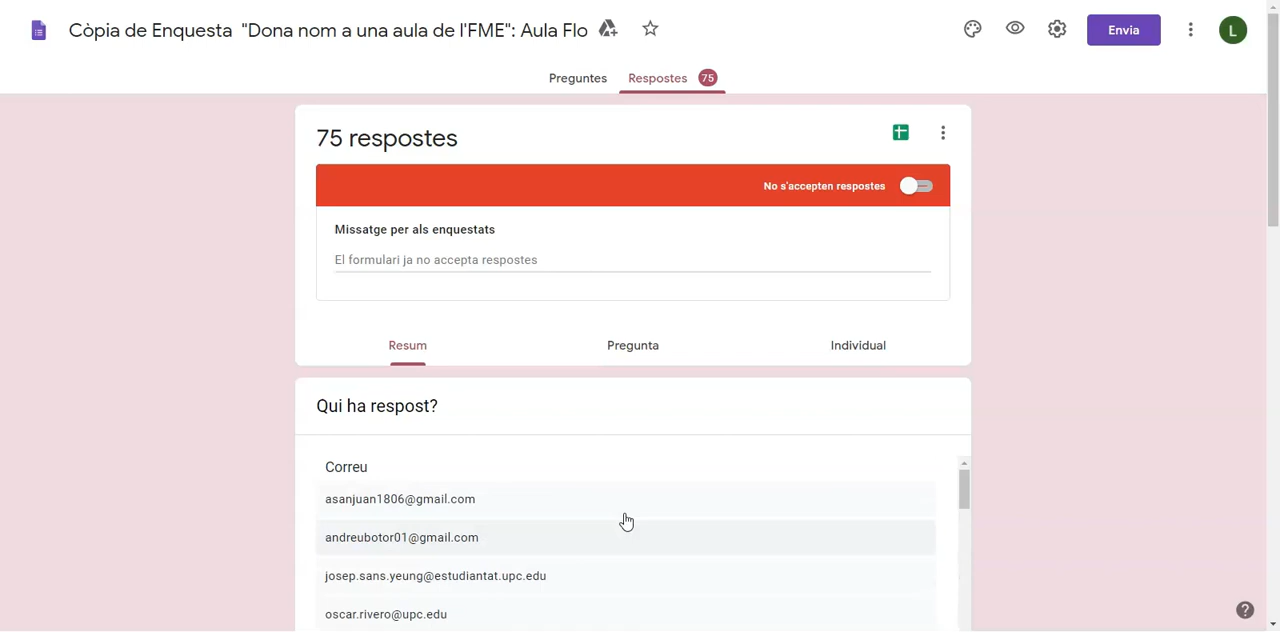 Còpia de Enquesta "Dona nom a una aula de l'FME": Aula Flo
Envia
L
Preguntes
Respostes 75
75 respostes
No s'accepten respostes
Missatge per als enquestats
El formulari ja no accepta respostes
Resum
Pregunta
Individual
Qui ha respost?
Correu
asanjuan1806@gmail.com
andreubotor01@gmail.com
josep.sans.yeung@estudiantat.upc.edu
oscar.rivero@upc.edu